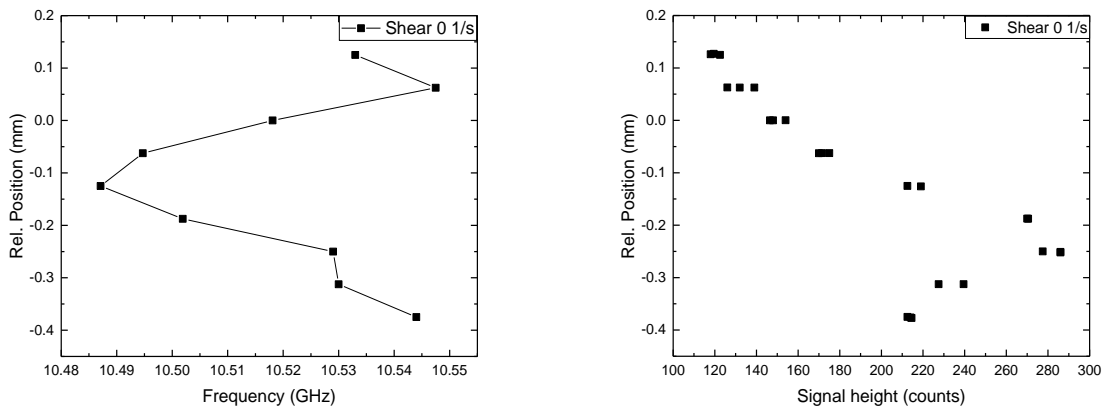 0.2
0.1
0.0
-0.1
-0.2
-0.3
-0.4
Rel. Position (mm)
10.48 10.49 10.50 10.51 10.52 10.53 10.54 10.55
Frequency (GHz)
Shear 0 1/s
0.2
0.1
0.0
-0.1
-0.2
-0.3
-0.4
Rel. Position (mm)
100 120 140 160 180 200 220 240 260 280 300
Signal height (counts)
Shear 0 1/s